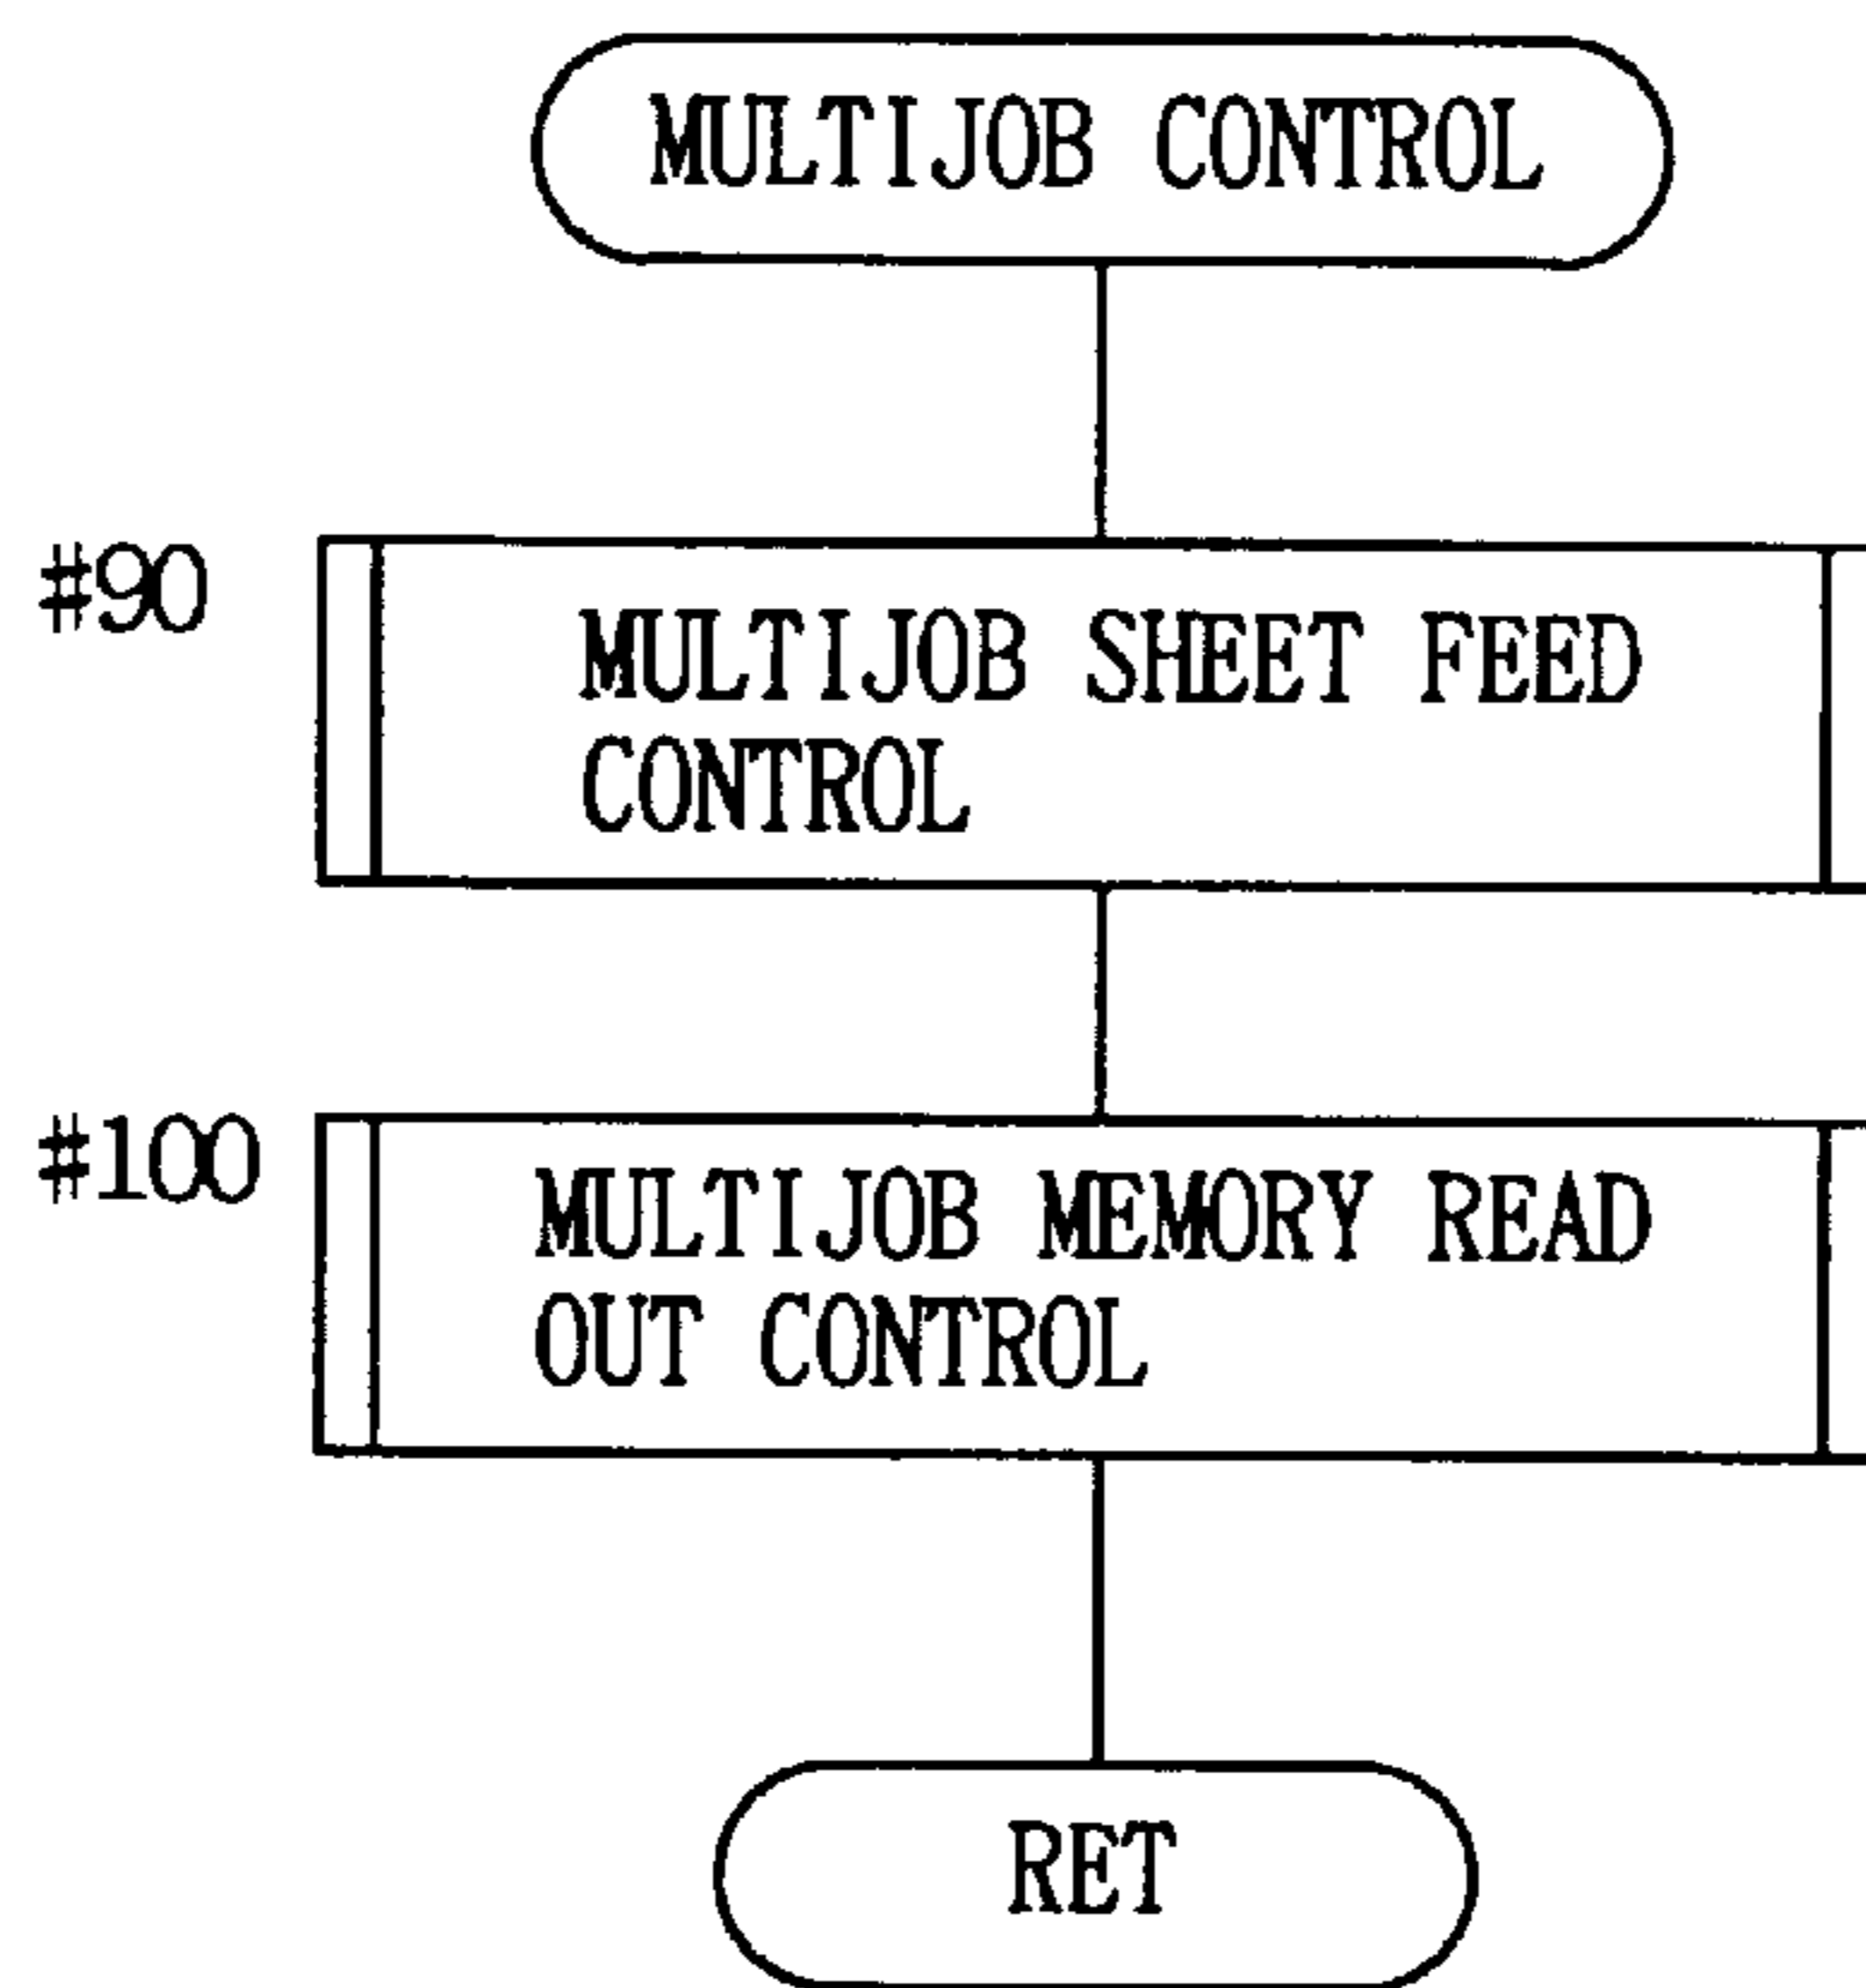 MULTIJOB CONTROL
#90
MULTIJOB SHEET FEED
CONTROL
#100
MULTIJOB MEMORY READ
OUT CONTROL
RET